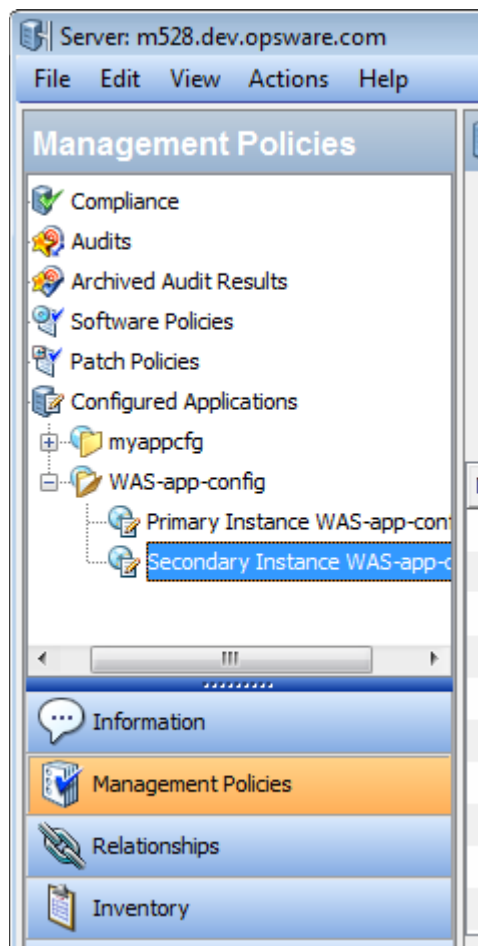 Server: m528.dev.opsware.com
File Edit View Actions Help
Management Policies
Compliance
Audits
Archived Audit Results
Software Policies
Patch Policies
Configured Applications
myappcfg
WAS-app-config
Primary Instance WAS-app-con
Secondary Instance WAS-app-c
Information
Management Policies
Relationships
Inventory